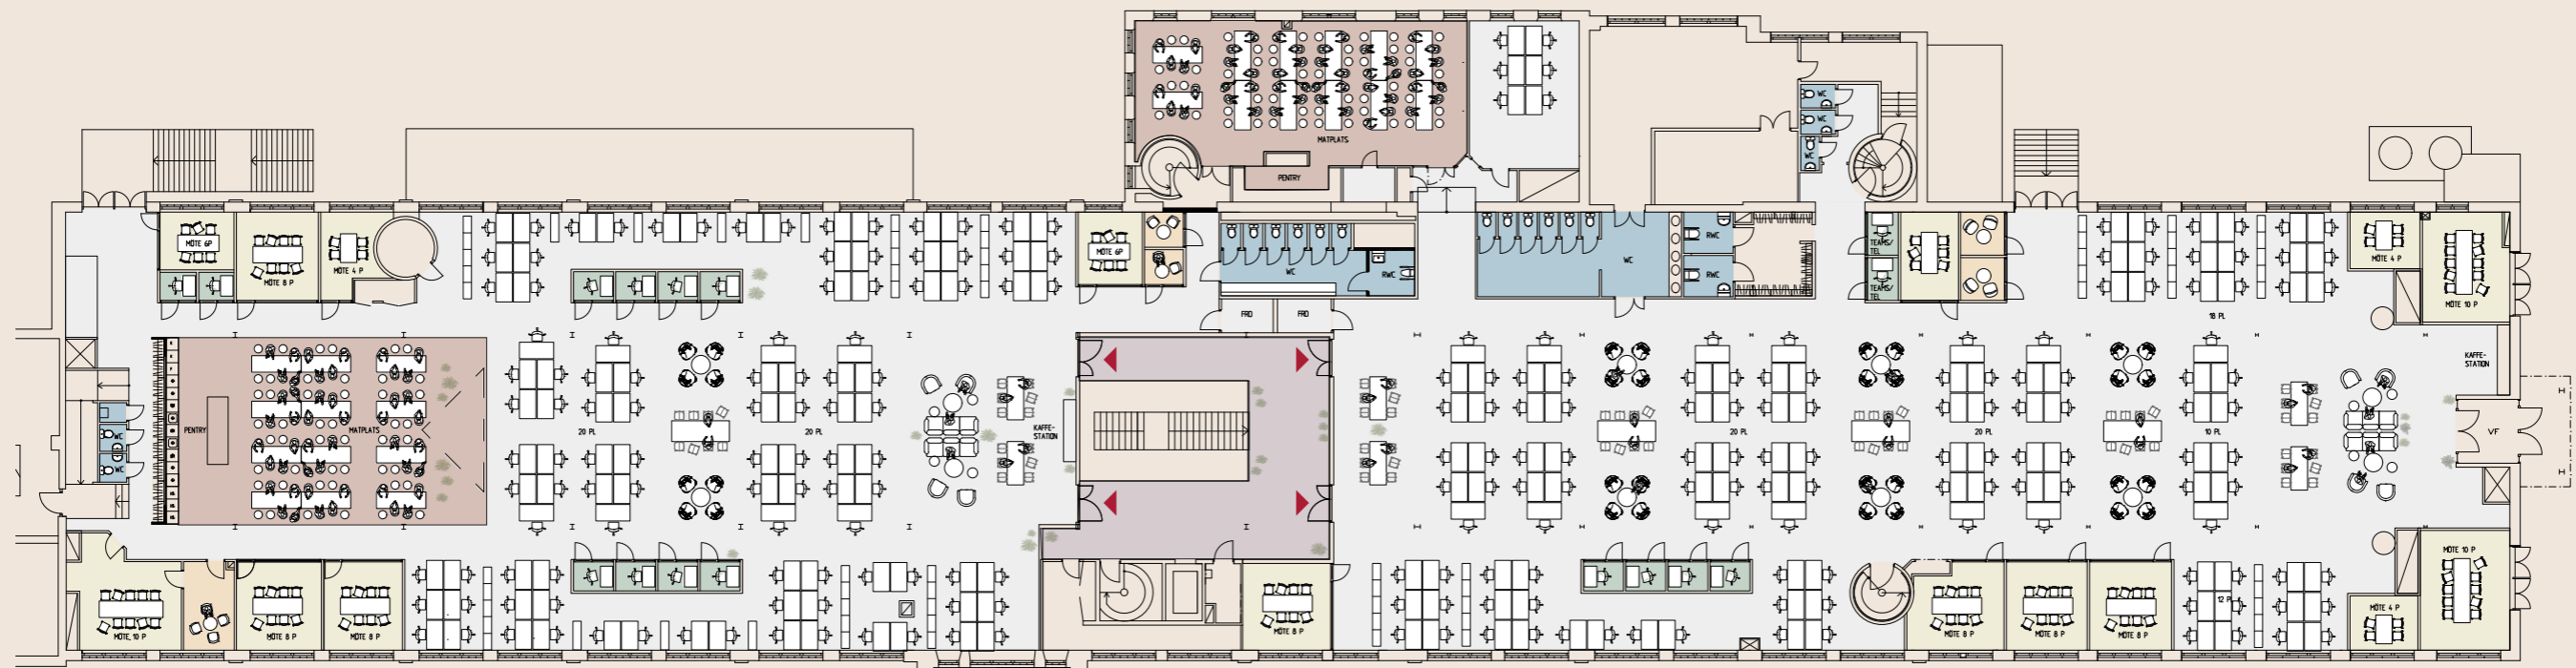 MATPLATS
PENTRY
WC
WC
WC
MÖTE 6P
MÖTE 8 P
MÖTE 4 P
MÖTE 6P
WC
RWC
WC
RWC
RWC
TEAMS/
TEL
TEAMS/
TEL
MÖTE 4 P
MÖTE 10 P
FRD
FRD
18 PL
KAFFE-
STATION
PENTRY
MATPLATS
20 PL
20 PL
KAFFE-
STATION
20 PL
20 PL
10 PL
VF
WC
WC
MÖTE 10 P
MÖTE 8 P
MÖTE 8 P
MÖTE 8 P
MÖTE 8 P
MÖTE 8 P
MÖTE 8 P
MÖTE 4 P
MÖTE 10 P